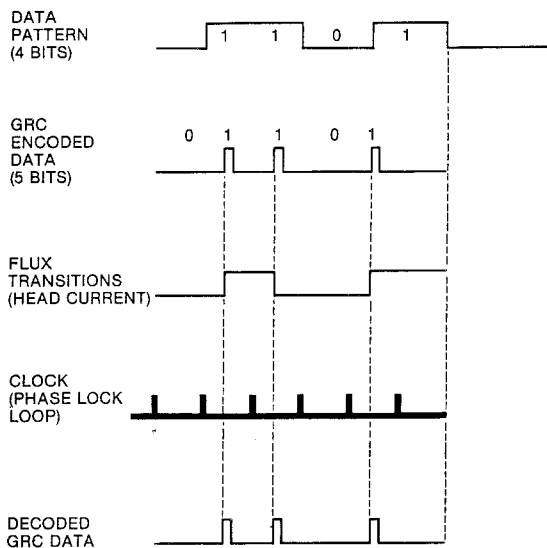 DATA
PATTERN
(4 BITS)
1 1 0 1
GRC
ENCODED
DATA
(5 BITS)
0 1 1 0 1
FLUX
TRANSITIONS
(HEAD CURRENT)
CLOCK
(PHASE LOCK
LOOP)
DECODED
GRC DATA